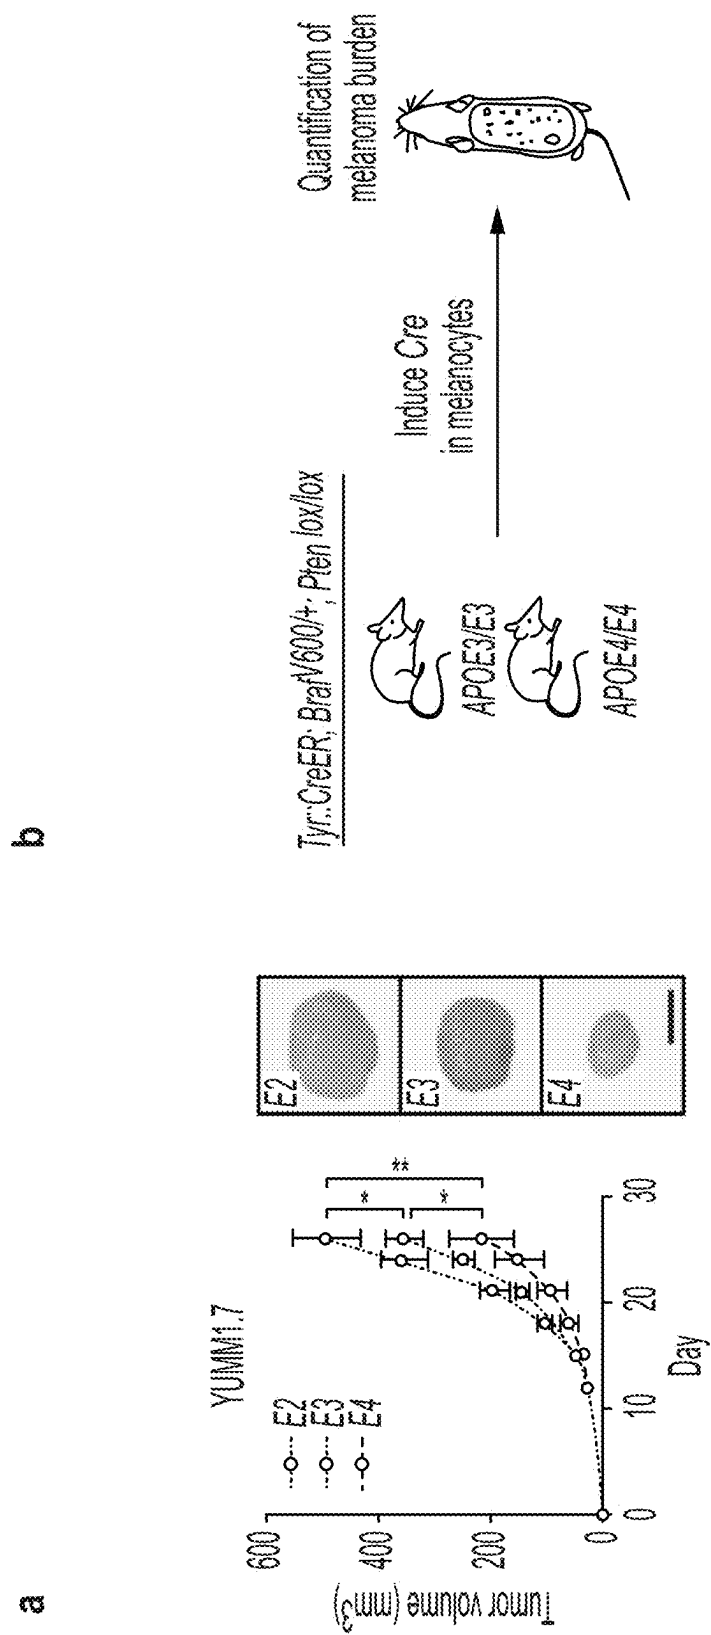 a
YUMM1.7
Tumor volume (mm3)
600
400
200
0
E2
E3
E4
0
10
20
30
Day
*
*
**
E2
E3
E4
b
Tyr::CreER; BrafV600/+; Pten lox/lox
APOE3/E3
APOE4/E4
Induce Cre
in melanocytes
Quantification of
melanoma burden